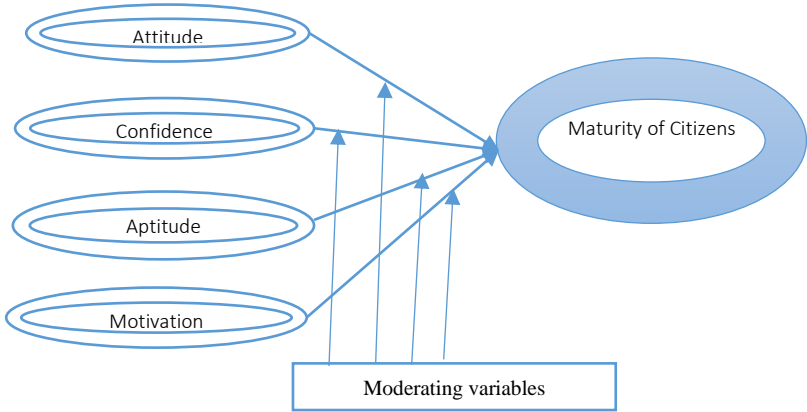 Attitude
Confidence
Maturity of Citizens
Aptitude
Motivation
Moderating variables